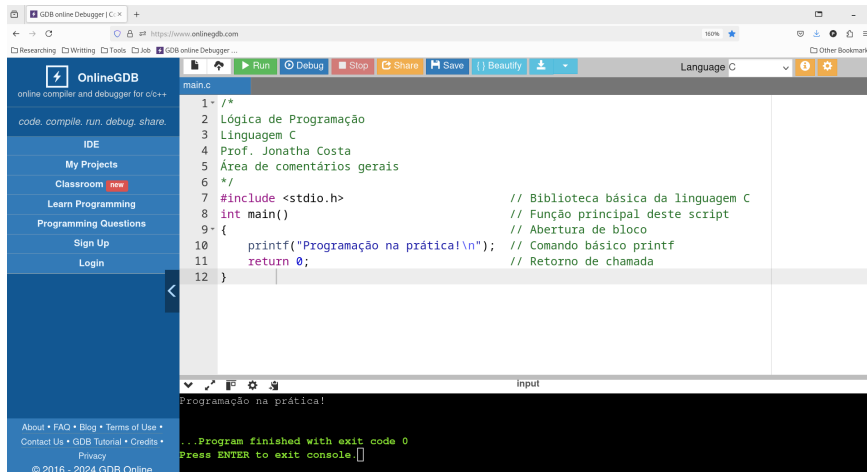 GDB online Debugger | C
https://www.onlinegdb.com
150%
Researching Writting Tools Job GDB online Debugger ...
Other Bookmark
OnlineGDB
online compiler and debugger for c/c++
code. compile. run. debug. share.
IDE
My Projects
Classroom new
Learn Programming
Programming Questions
Sign Up
Login
About • FAQ • Blog • Terms of Use •
Contact Us • GDB Tutorial • Credits •
Privacy
© 2016 - 2024 GDB Online
Run Debug Stop Share Save { } Beautify
Language C
main.c
1 /*
2 Lógica de Programação
3 Linguagem C
4 Prof. Jonatha Costa
5 Área de comentários gerais
6 */
7 #include <stdio.h> // Biblioteca básica da linguagem C
8 int main() // Função principal deste script
9 { // Abertura de bloco
10 printf("Programação na prática!\n"); // Comando básico printf
11 return 0; // Retorno de chamada
12 }
input
Programação na prática!
...Program finished with exit code 0
Press ENTER to exit console.